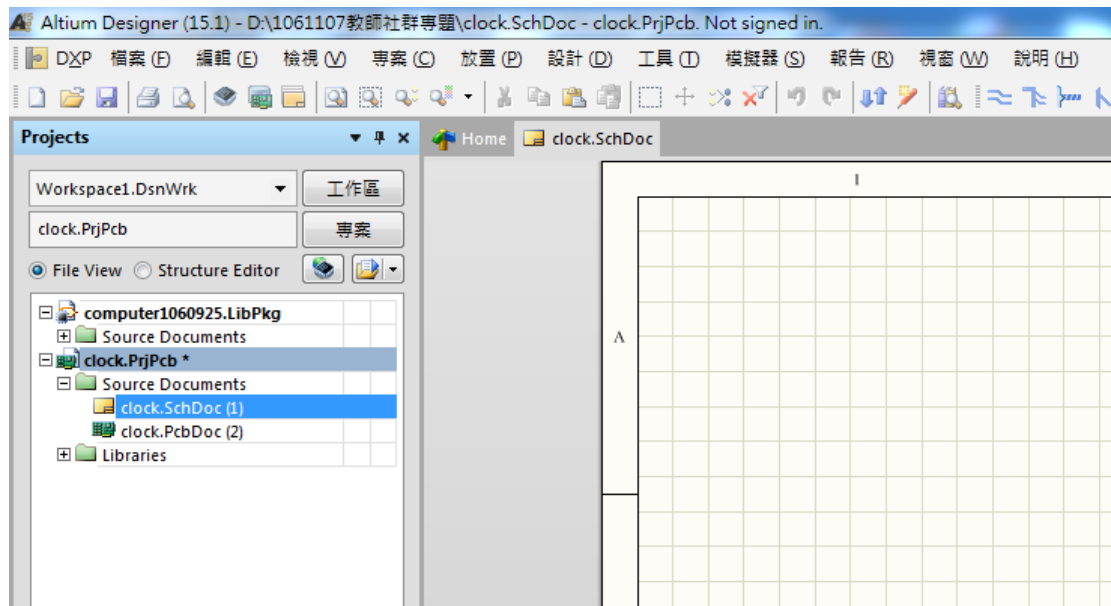 Altium Designer (15.1) - D:\1061107教師社群專題\clock.SchDoc - clock.PrjPcb. Not signed in.
DXP 檔案 (F) 編輯 (E) 檢視 (V) 專案 (C) 放置 (P) 設計 (D) 工具 (T) 模擬器 (S) 報告 (R) 視窗 (W) 說明 (H)
Projects
Home clock.SchDoc
Workspace1.DsnWrk 工作區
clock.PrjPcb 專案
File View Structure Editor
computer1060925.LibPkg
Source Documents
clock.PrjPcb *
Source Documents
clock.SchDoc (1)
clock.PcbDoc (2)
Libraries
1
A